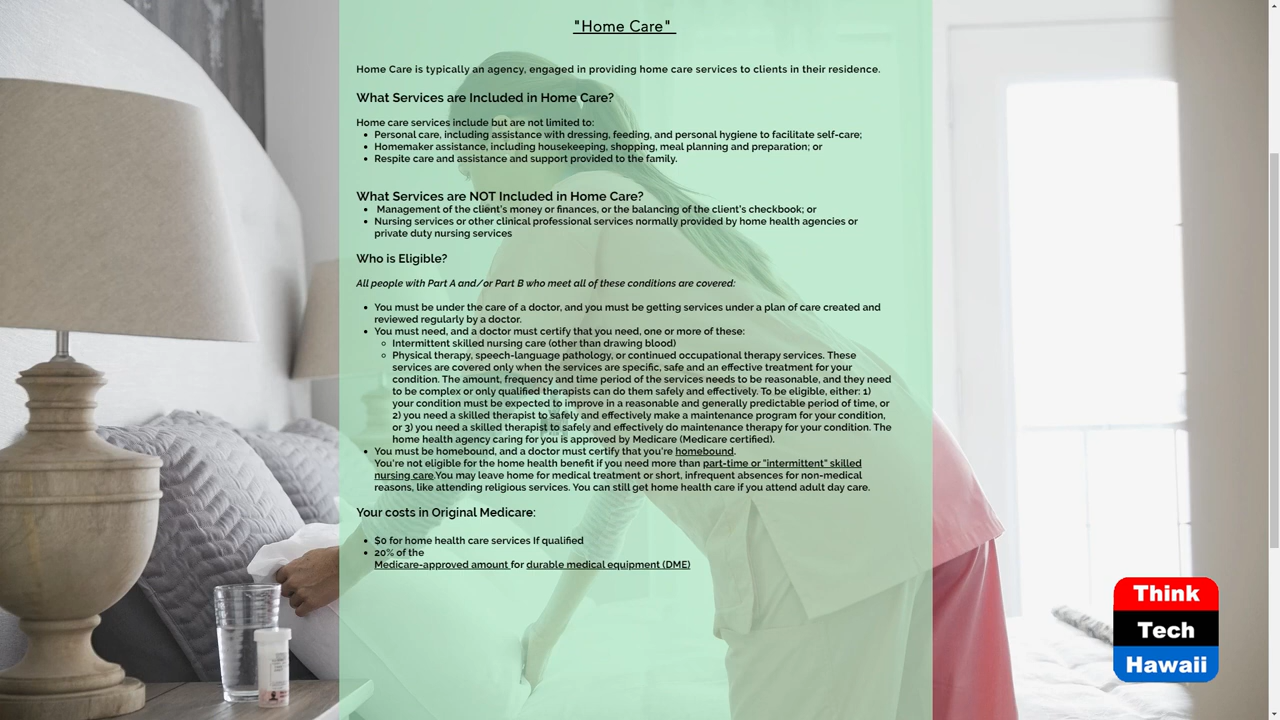 "Home Care"
Home Care is typically an agency, engaged in providing home care services to clients in their residence.
What Services are Included in Home Care?
Home care services include but are not limited to:
• Personal care, including assistance with dressing, feeding, and personal hygiene to facilitate self-care;
• Homemaker assistance, including housekeeping, shopping, meal planning and preparation; or
• Respite care and assistance and support provided to the family.
What Services are NOT Included in Home Care?
• Management of the client's money or finances, or the balancing of the client's checkbook; or
• Nursing services or other clinical professional services normally provided by home health agencies or
private duty nursing services
Who is Eligible?
All people with Part A and/or Part B who meet all of these conditions are covered:
• You must be under the care of a doctor, and you must be getting services under a plan of care created and
reviewed regularly by a doctor.
• You must need, and a doctor must certify that you need, one or more of these:
◦ Intermittent skilled nursing care (other than drawing blood)
◦ Physical therapy, speech-language pathology, or continued occupational therapy services. These
services are covered only when the services are specific, safe and an effective treatment for your
condition. The amount, frequency and time period of the services needs to be reasonable, and they need
to be complex or only qualified therapists can do them safely and effectively. To be eligible, either: 1)
your condition must be expected to improve in a reasonable and generally predictable period of time, or
2) you need a skilled therapist to safely and effectively make a maintenance program for your condition,
or 3) you need a skilled therapist to safely and effectively do maintenance therapy for your condition. The
home health agency caring for you is approved by Medicare (Medicare certified).
• You must be homebound, and a doctor must certify that you're homebound.
You're not eligible for the home health benefit if you need more than part-time or "intermittent" skilled
nursing care.You may leave home for medical treatment or short, infrequent absences for non-medical
reasons, like attending religious services. You can still get home health care if you attend adult day care.
Your costs in Original Medicare:
• $0 for home health care services If qualified
• 20% of the
Medicare-approved amount for durable medical equipment (DME)
Think
Tech
Hawaii